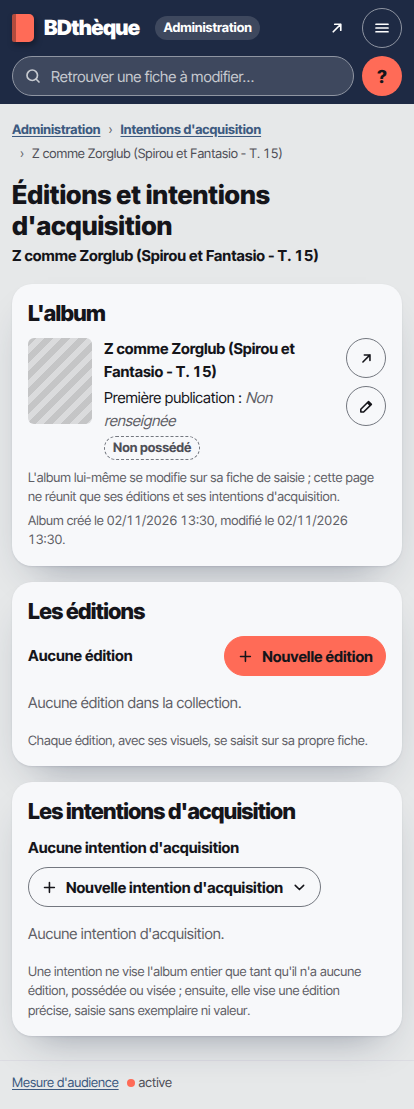 BDthèque
Administration
Retrouver une fiche à modifier...
?
Administration › Intentions d'acquisition
› Z comme Zorglub (Spirou et Fantasio - T. 15)
Éditions et intentions
d'acquisition
Z comme Zorglub (Spirou et Fantasio - T. 15)
L'album
Z comme Zorglub (Spirou et
Fantasio - T. 15)
Première publication : Non
renseignée
Non possédé
L'album lui-même se modifie sur sa fiche de saisie ; cette page
ne réunit que ses éditions et ses intentions d'acquisition.
Album créé le 02/11/2026 13:30, modifié le 02/11/2026
13:30.
Les éditions
Aucune édition
Nouvelle édition
Aucune édition dans la collection.
Chaque édition, avec ses visuels, se saisit sur sa propre fiche.
Les intentions d'acquisition
Aucune intention d'acquisition
Nouvelle intention d'acquisition
Aucune intention d'acquisition.
Une intention ne vise l'album entier que tant qu'il n'a aucune
édition, possédée ou visée ; ensuite, elle vise une édition
précise, saisie sans exemplaire ni valeur.
Mesure d'audience
active